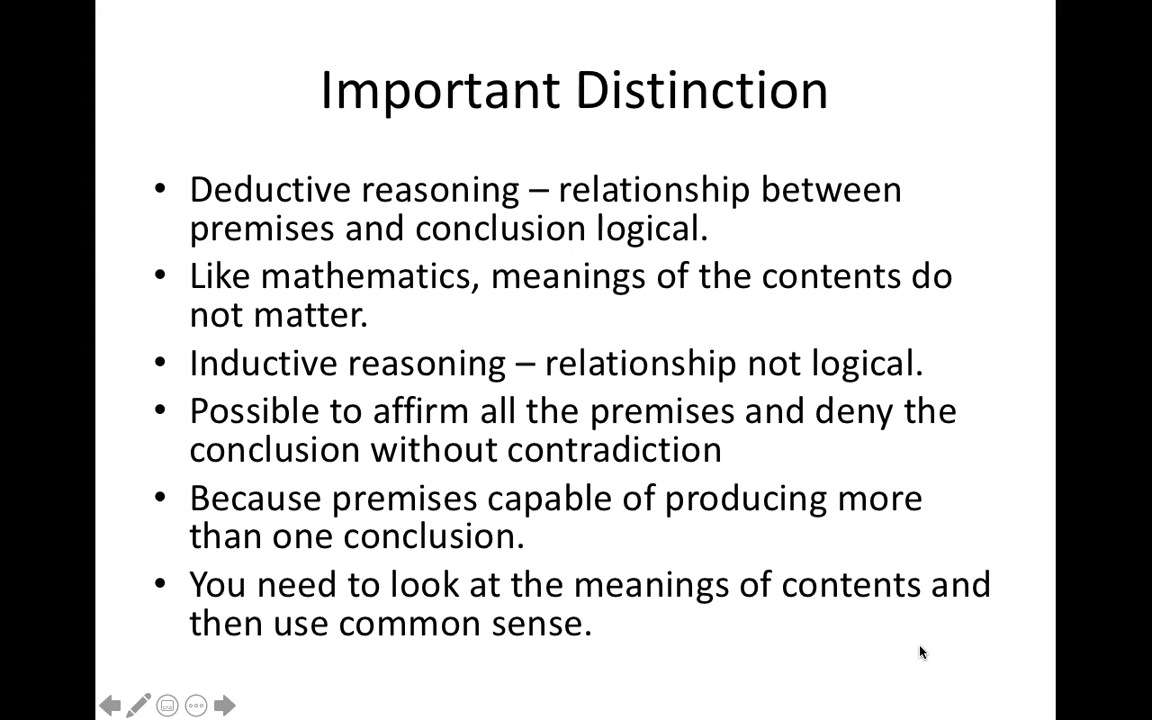 Important Distinction
• Deductive reasoning – relationship between
premises and conclusion logical.
• Like mathematics, meanings of the contents do
not matter.
• Inductive reasoning – relationship not logical.
• Possible to affirm all the premises and deny the
conclusion without contradiction
• Because premises capable of producing more
than one conclusion.
• You need to look at the meanings of contents and
then use common sense.